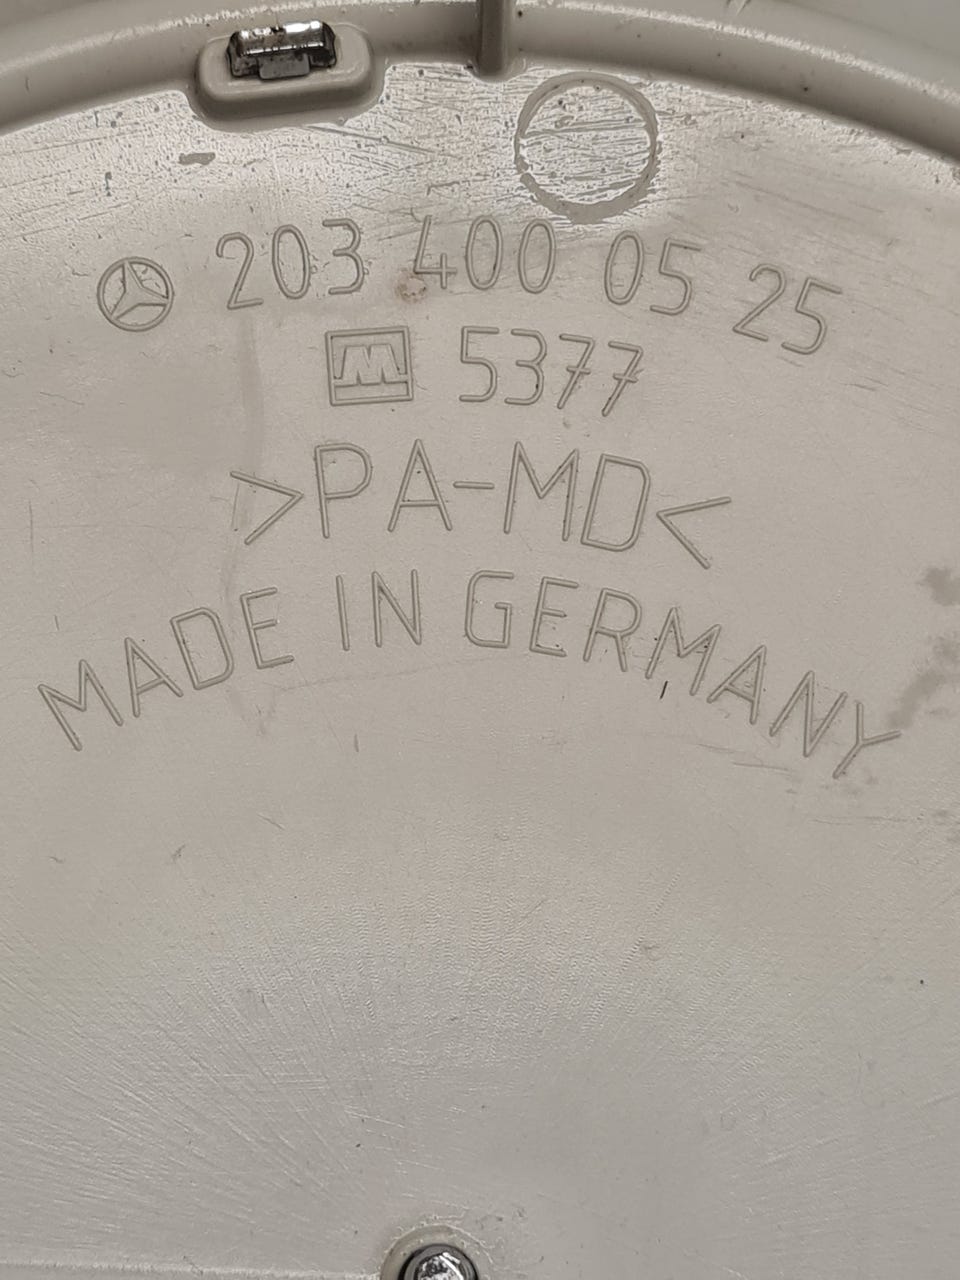 203 400 05 25
M 5377
>PA-MD<
MADE IN GERMANY